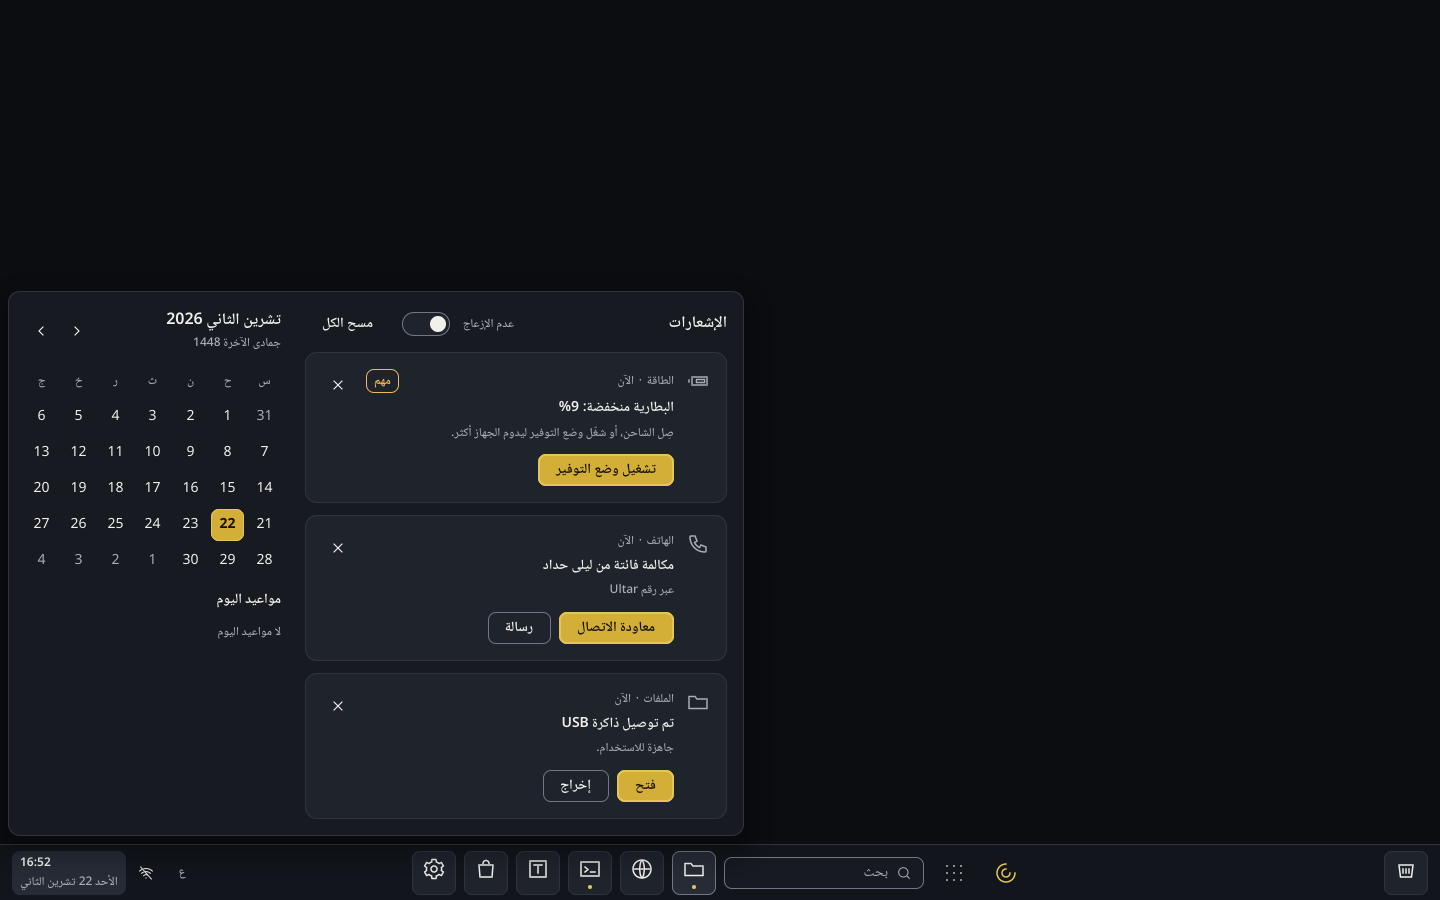 الإشعارات
عدم الإزعاج
مسح الكل
الطاقة · الآن
مهم
البطارية منخفضة: 9%
صِل الشاحن، أو شغّل وضع التوفير ليدوم الجهاز أكثر.
تشغيل وضع التوفير
الهاتف · الآن
مكالمة فائتة من ليلى حداد
عبر رقم Ultar
معاودة الاتصال
رسالة
الملفات · الآن
تم توصيل ذاكرة USB
جاهزة للاستخدام.
فتح
إخراج
تشرين الثاني 2026
جمادى الآخرة 1448
س ح ن ث ر خ ج
31 1 2 3 4 5 6
7 8 9 10 11 12 13
14 15 16 17 18 19 20
21 22 23 24 25 26 27
28 29 30 1 2 3 4
مواعيد اليوم
لا مواعيد اليوم
بحث
ع
16:52
الأحد 22 تشرين الثاني